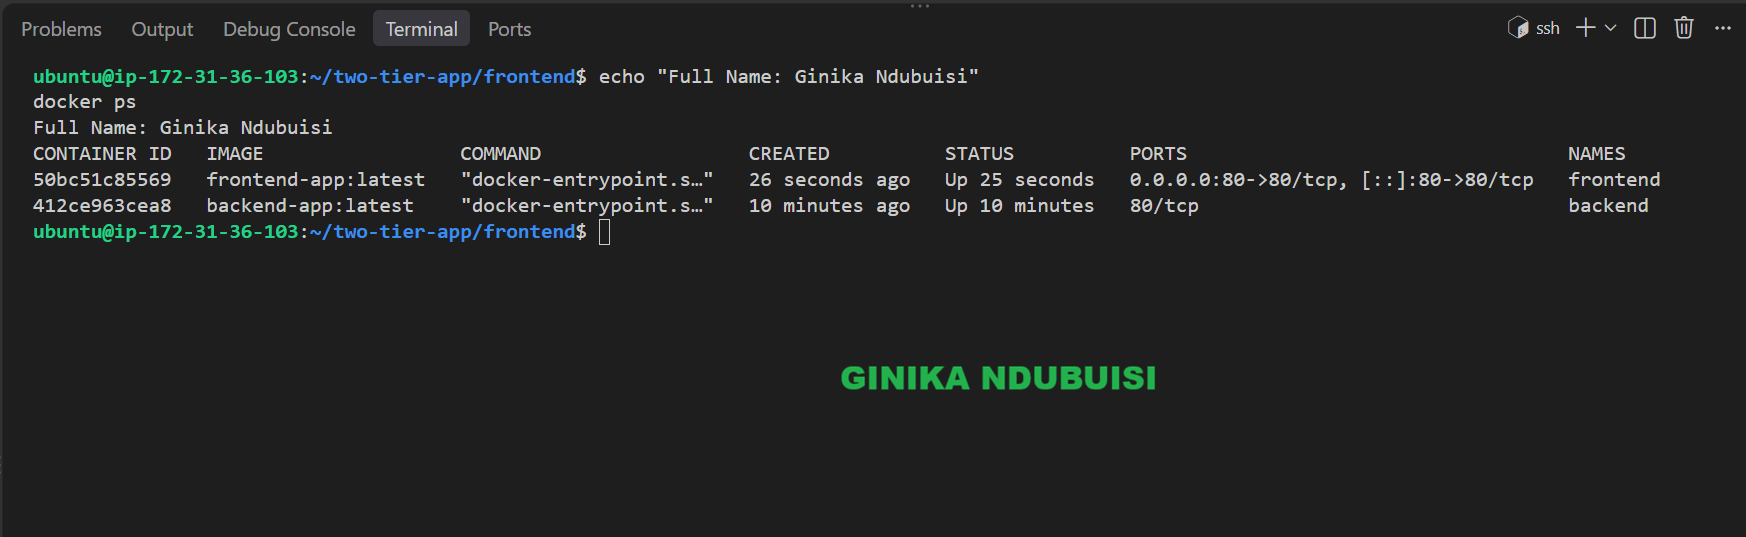 Problems Output Debug Console Terminal Ports ssh
ubuntu@ip-172-31-36-103:~/two-tier-app/frontend$ echo "Full Name: Ginika Ndubuisi"
docker ps
Full Name: Ginika Ndubuisi
CONTAINER ID IMAGE COMMAND CREATED STATUS PORTS NAMES
50bc51c85569 frontend-app:latest "docker-entrypoint.s…" 26 seconds ago Up 25 seconds 0.0.0.0:80->80/tcp, [::]:80->80/tcp frontend
412ce963cea8 backend-app:latest "docker-entrypoint.s…" 10 minutes ago Up 10 minutes 80/tcp backend
ubuntu@ip-172-31-36-103:~/two-tier-app/frontend$
GINIKA NDUBUISI